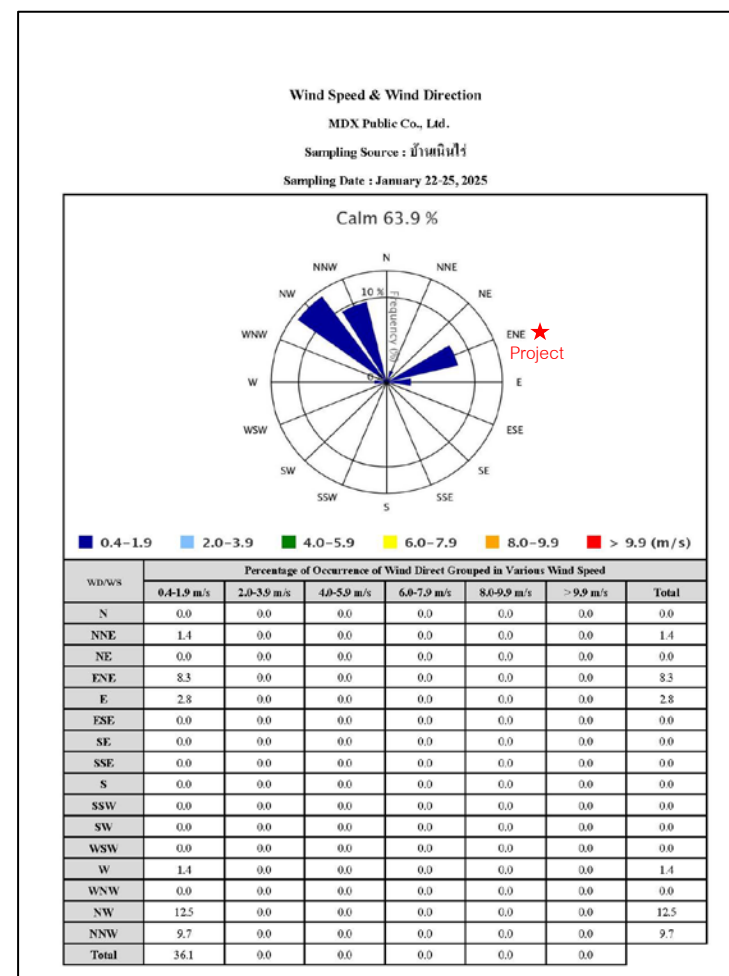 Wind Speed & Wind Direction
MDX Public Co., Ltd.
Sampling Source : บ้านเนินไร่
Sampling Date : January 22-25, 2025
Calm 63.9 %
N
NNW
NNE
NW
10 %
NE
Frequency (%)
WNW
ENE ★
Project
0
W
E
WSW
ESE
SW
SE
SSW
SSE
S
0.4-1.9 2.0-3.9 4.0-5.9 6.0-7.9 8.0-9.9 > 9.9 (m/s)
WD/WS Percentage of Occurrence of Wind Direct Grouped in Various Wind Speed
0.4-1.9 m/s 2.0-3.9 m/s 4.0-5.9 m/s 6.0-7.9 m/s 8.0-9.9 m/s > 9.9 m/s Total
N 0.0 0.0 0.0 0.0 0.0 0.0 0.0
NNE 1.4 0.0 0.0 0.0 0.0 0.0 1.4
NE 0.0 0.0 0.0 0.0 0.0 0.0 0.0
ENE 8.3 0.0 0.0 0.0 0.0 0.0 8.3
E 2.8 0.0 0.0 0.0 0.0 0.0 2.8
ESE 0.0 0.0 0.0 0.0 0.0 0.0 0.0
SE 0.0 0.0 0.0 0.0 0.0 0.0 0.0
SSE 0.0 0.0 0.0 0.0 0.0 0.0 0.0
S 0.0 0.0 0.0 0.0 0.0 0.0 0.0
SSW 0.0 0.0 0.0 0.0 0.0 0.0 0.0
SW 0.0 0.0 0.0 0.0 0.0 0.0 0.0
WSW 0.0 0.0 0.0 0.0 0.0 0.0 0.0
W 1.4 0.0 0.0 0.0 0.0 0.0 1.4
WNW 0.0 0.0 0.0 0.0 0.0 0.0 0.0
NW 12.5 0.0 0.0 0.0 0.0 0.0 12.5
NNW 9.7 0.0 0.0 0.0 0.0 0.0 9.7
Total 36.1 0.0 0.0 0.0 0.0 0.0